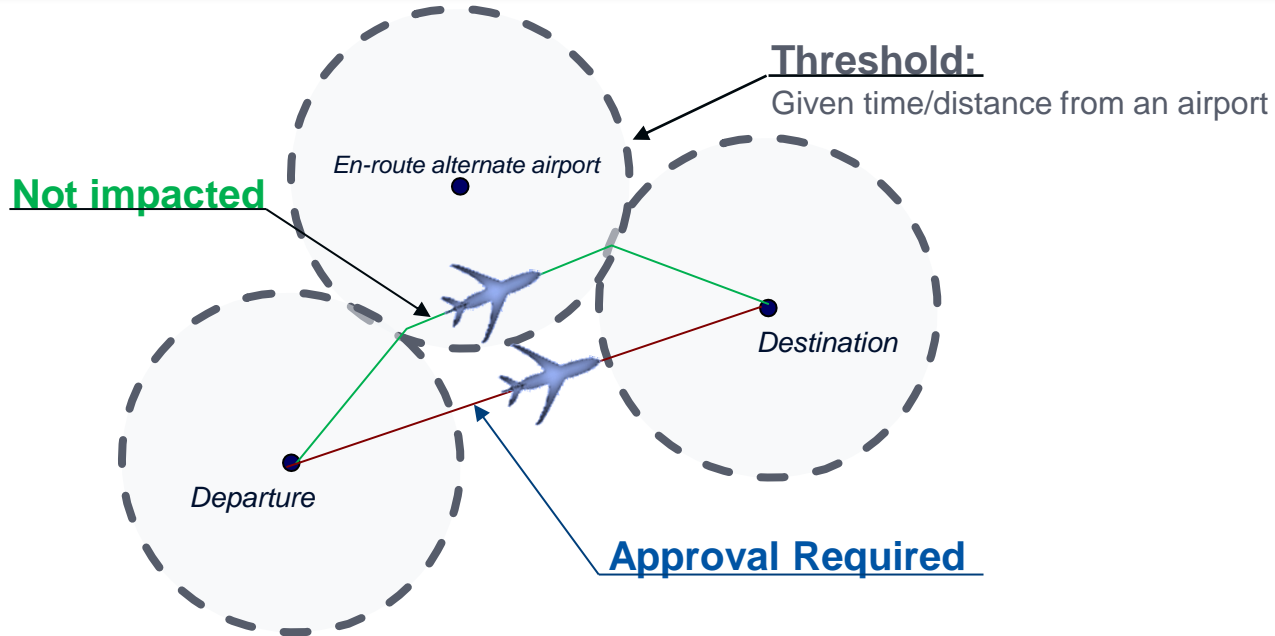 Threshold:
Given time/distance from an airport
En-route alternate airport
Not impacted
Destination
Departure
Approval Required